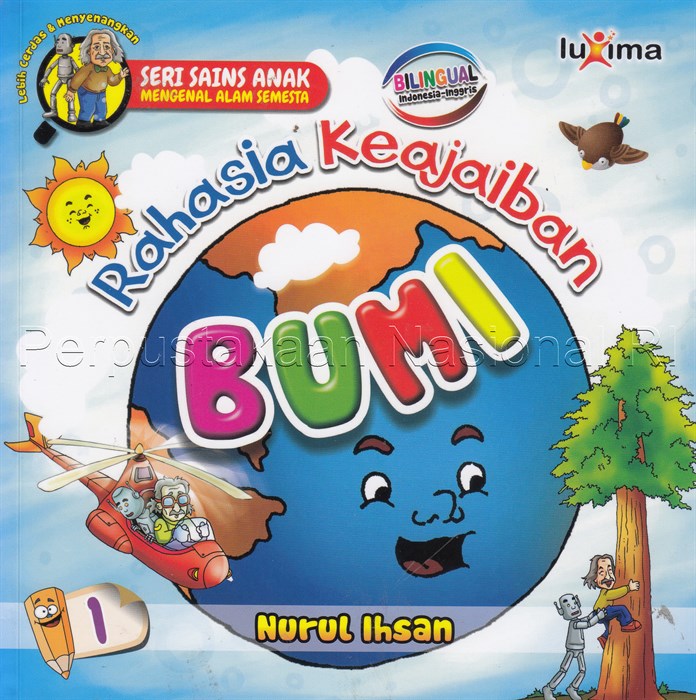 Lebih Cerdas & Menyenangkan
SERI SAINS ANAK
MENGENAL ALAM SEMESTA
BILINGUAL
Indonesia-Inggris
luxima
Rahasia Keajaiban
BUMI
Perpustakaan Nasional RI
1
Nurul Ihsan